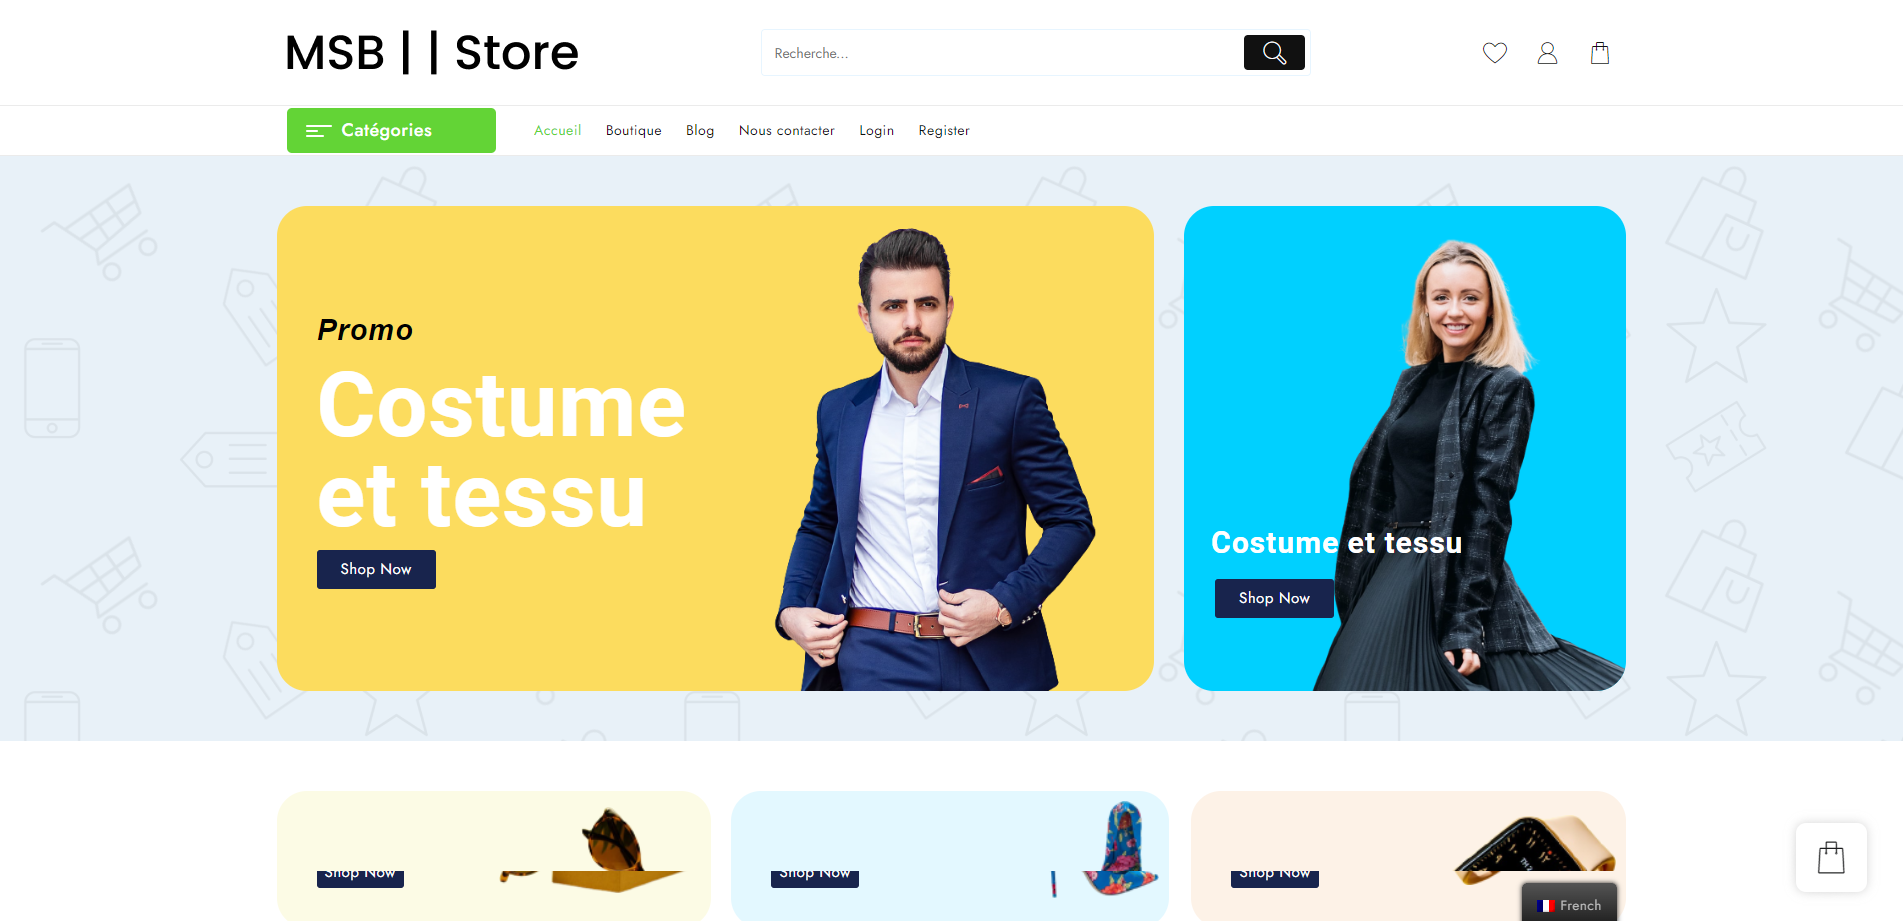 MSB || Store
Recherche...
Catégories
Accueil
Boutique
Blog
Nous contacter
Login
Register
Promo
Costume
et tessu
Shop Now
Costume et tessu
Shop Now
Shop Now
Shop Now
Shop Now
French